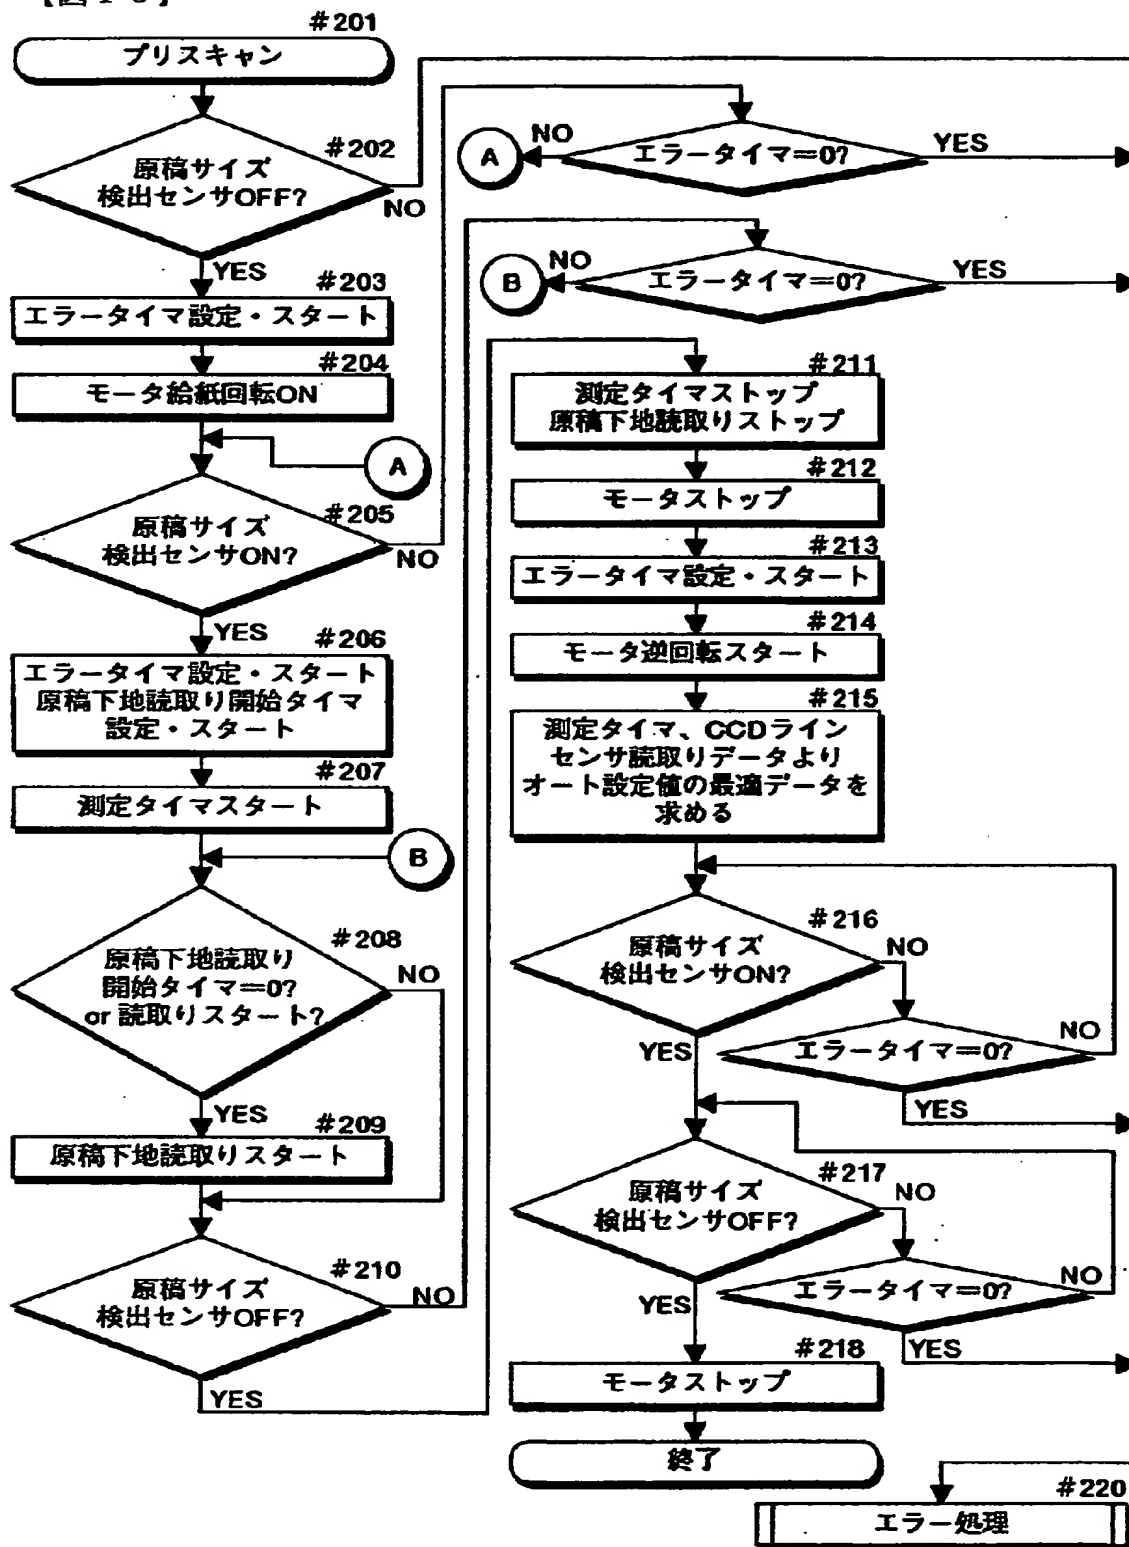 #201
プリスキャン
#202
原稿サイズ
検出センサOFF?
NO
YES
#203
エラータイマ設定・スタート
#204
モータ給紙回転ON
A
#205
原稿サイズ
検出センサON?
NO
YES
#206
エラータイマ設定・スタート
原稿下地読取り開始タイマ
設定・スタート
#207
測定タイマスタート
B
#208
原稿下地読取り
開始タイマ=0?
or 読取りスタート?
NO
YES
#209
原稿下地読取りスタート
#210
原稿サイズ
検出センサOFF?
NO
YES
A
NO
エラータイマ=0?
YES
B
NO
エラータイマ=0?
YES
#211
測定タイマストップ
原稿下地読取りストップ
#212
モータストップ
#213
エラータイマ設定・スタート
#214
モータ逆回転スタート
#215
測定タイマ、CCDライン
センサ読取りデータより
オート設定値の最適データを
求める
#216
原稿サイズ
検出センサON?
NO
YES
エラータイマ=0?
NO
YES
#217
原稿サイズ
検出センサOFF?
NO
YES
エラータイマ=0?
NO
YES
#218
モータストップ
終了
#220
エラー処理